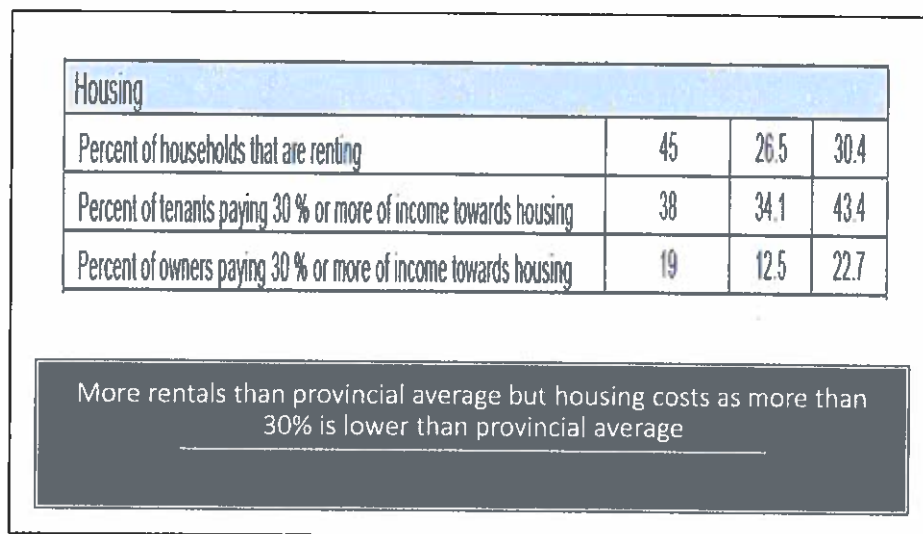 Housing
Percent of households that are renting 45 26.5 30.4
Percent of tenants paying 30 % or more of income towards housing 38 34.1 43.4
Percent of owners paying 30 % or more of income towards housing 19 12.5 22.7
More rentals than provincial average but housing costs as more than
30% is lower than provincial average